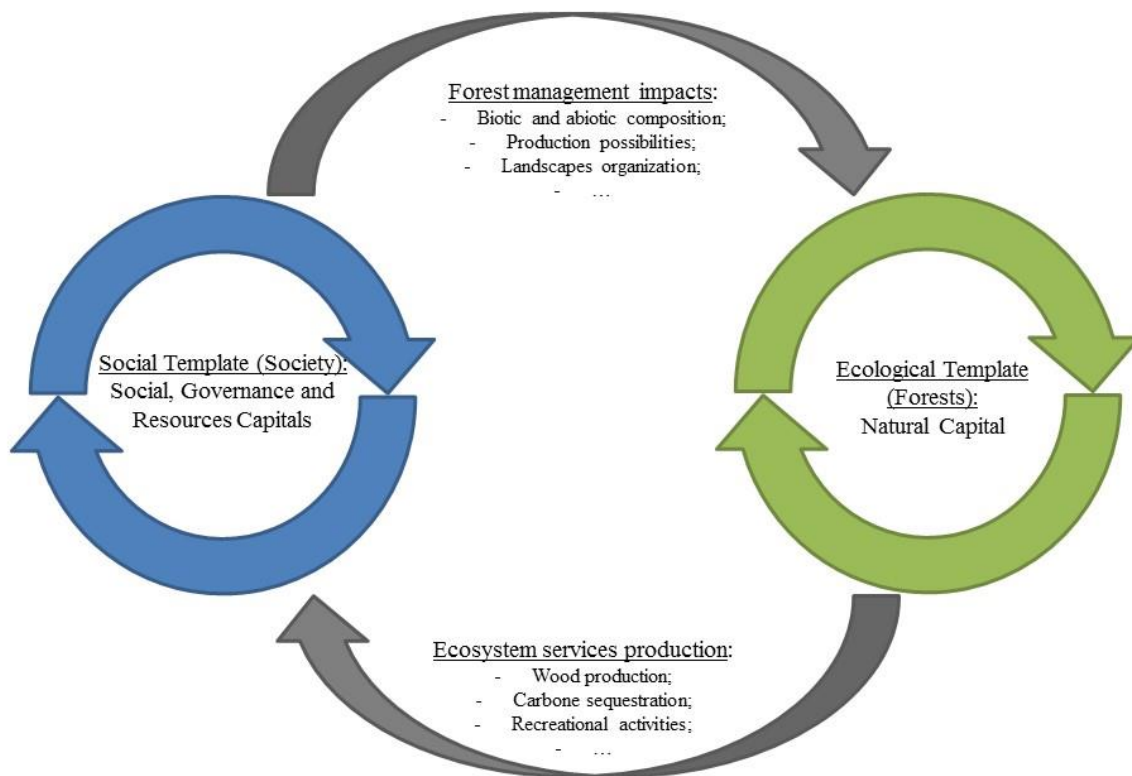 Forest management impacts:
- Biotic and abiotic composition;
- Production possibilities;
- Landscapes organization;
- ...
Social Template (Society):
Social, Governance and
Resources Capitals
Ecological Template
(Forests):
Natural Capital
Ecosystem services production:
- Wood production;
- Carbone sequestration;
- Recreational activities;
- ...